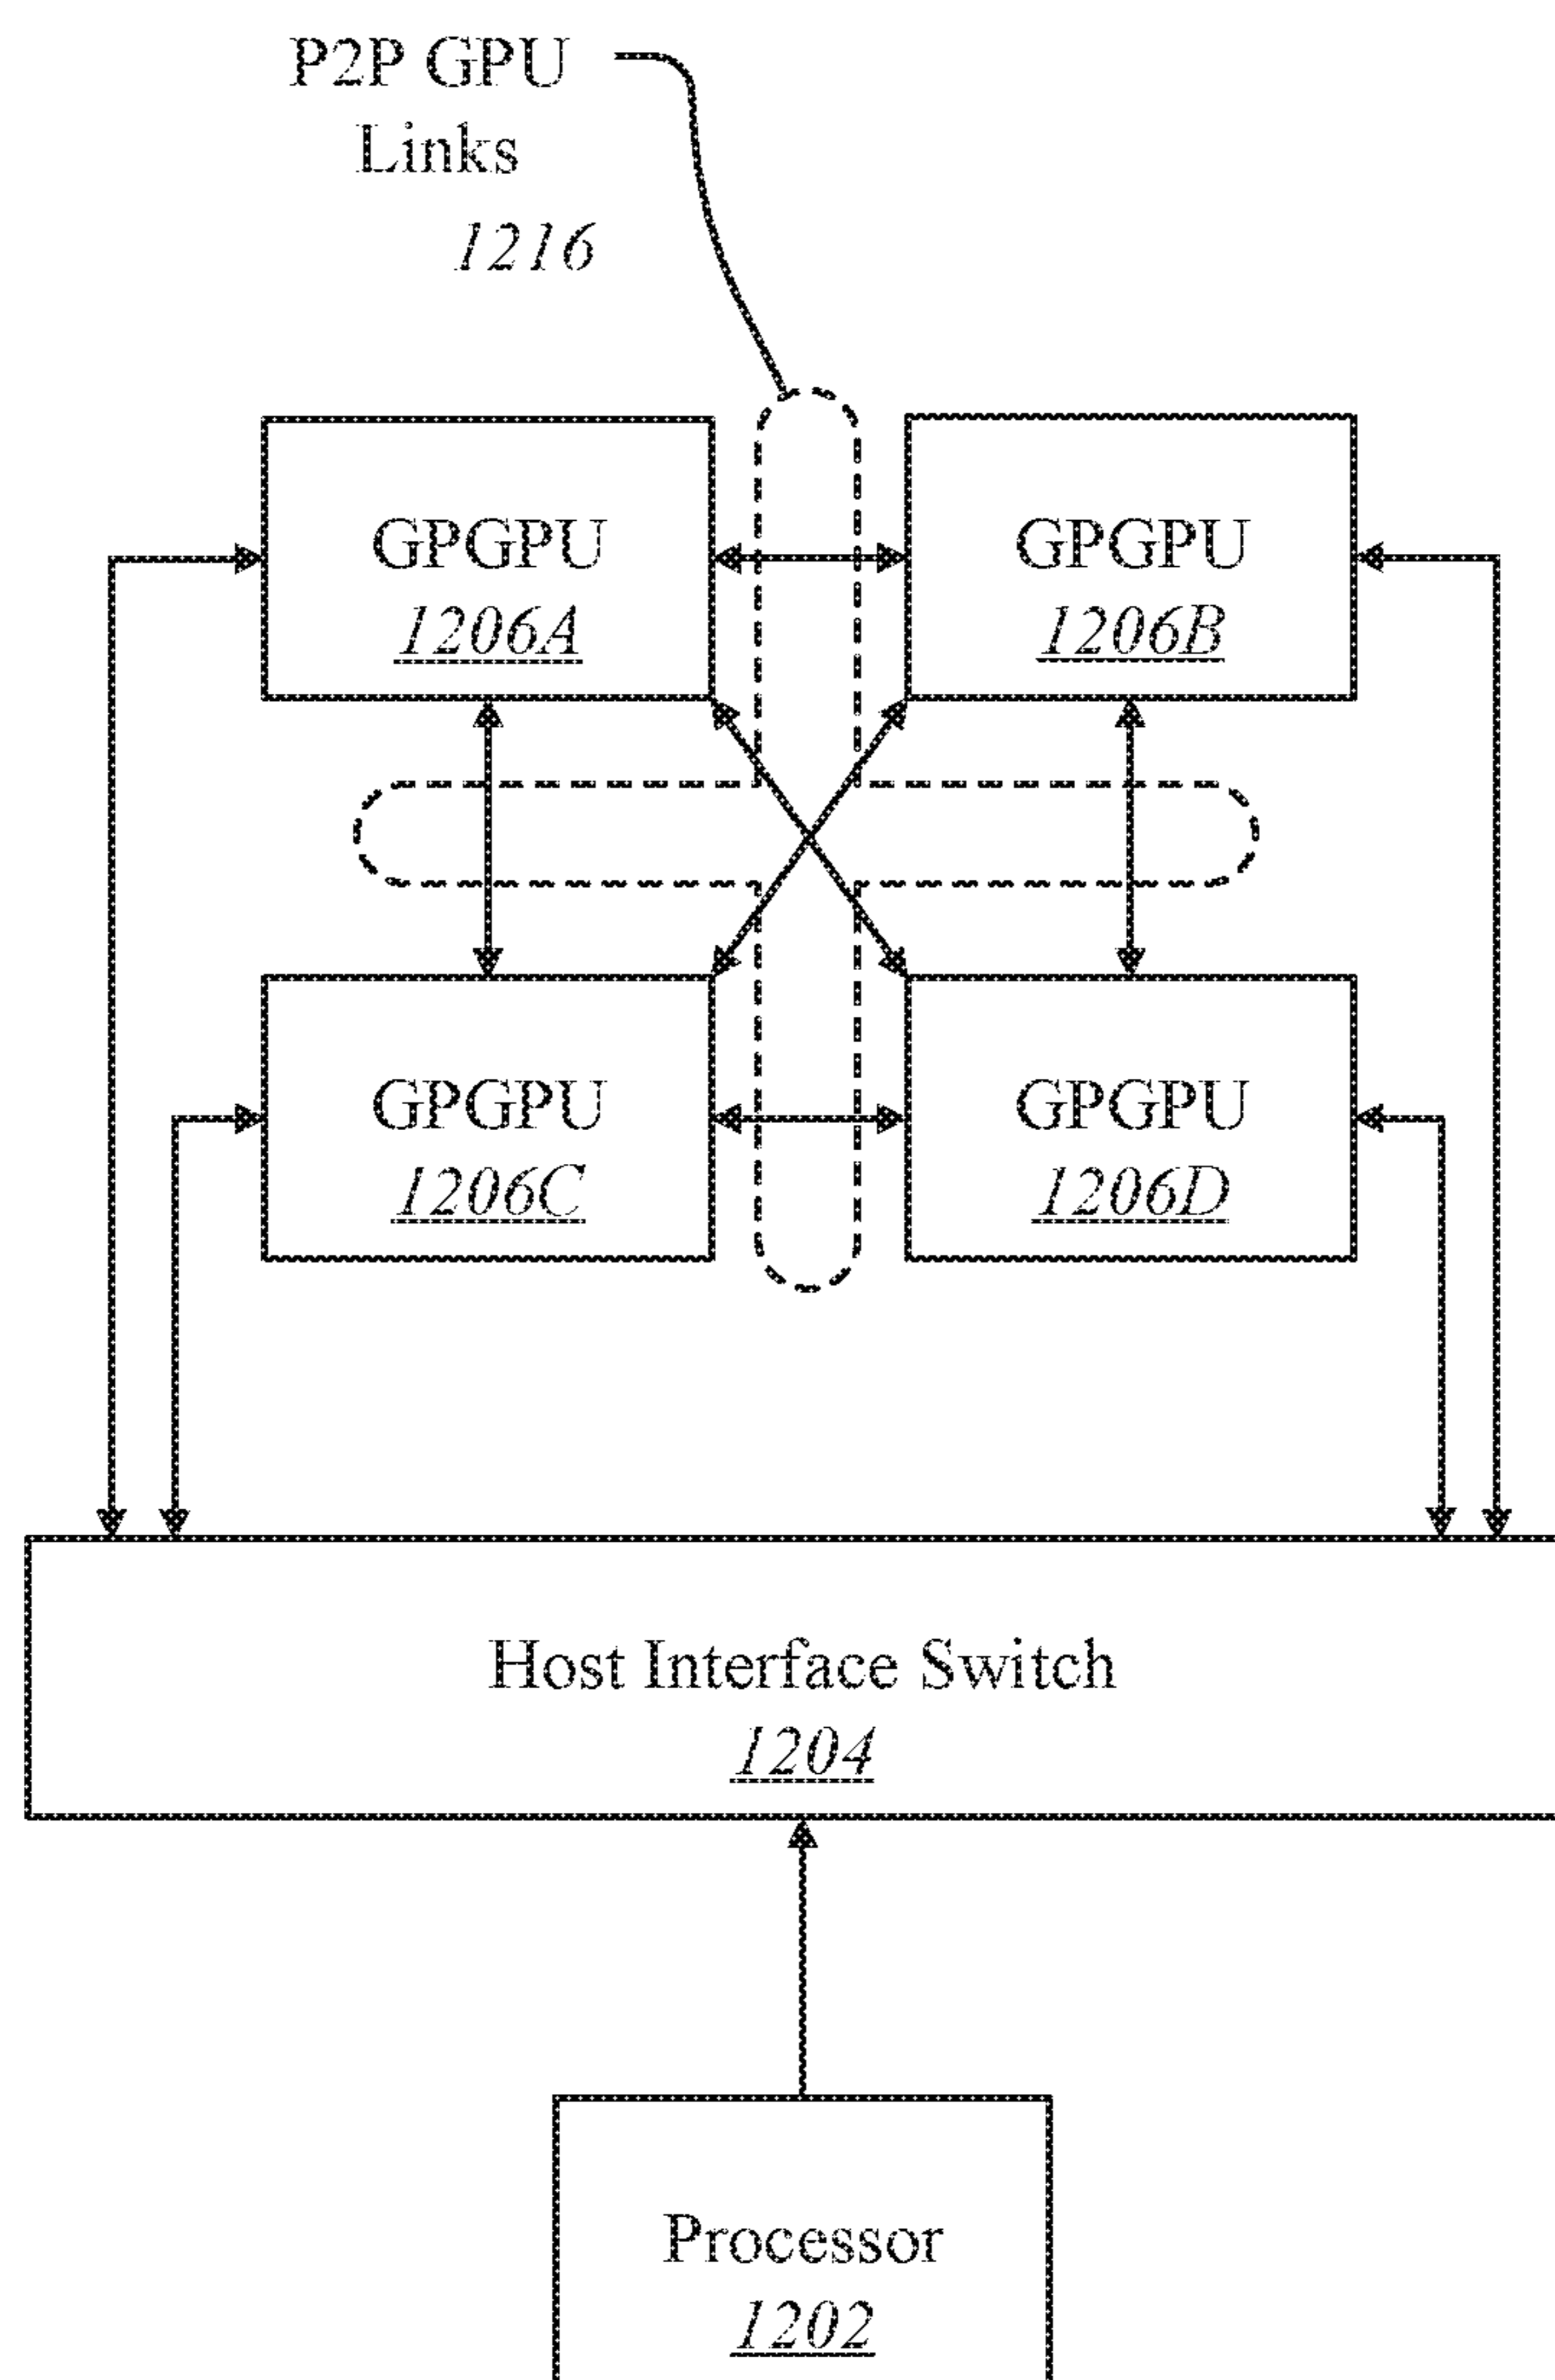 P2P GPU
Links
1216
GPGPU
1206A
GPGPU
1206B
GPGPU
1206C
GPGPU
1206D
Host Interface Switch
1204
Processor
1202